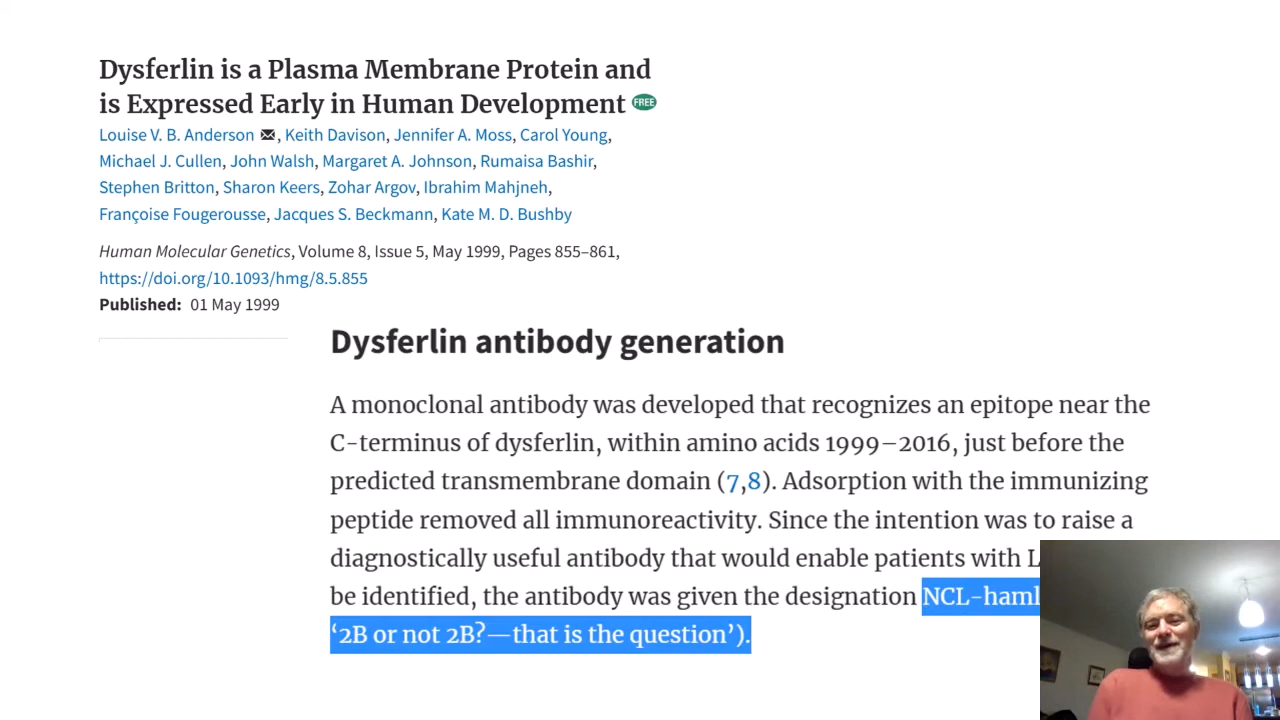 Dysferlin is a Plasma Membrane Protein and
is Expressed Early in Human Development FREE
Louise V. B. Anderson , Keith Davison, Jennifer A. Moss, Carol Young,
Michael J. Cullen, John Walsh, Margaret A. Johnson, Rumaisa Bashir,
Stephen Britton, Sharon Keers, Zohar Argov, Ibrahim Mahjneh,
Françoise Fougerousse, Jacques S. Beckmann, Kate M. D. Bushby
Human Molecular Genetics, Volume 8, Issue 5, May 1999, Pages 855–861,
https://doi.org/10.1093/hmg/8.5.855
Published: 01 May 1999
Dysferlin antibody generation
A monoclonal antibody was developed that recognizes an epitope near the
C-terminus of dysferlin, within amino acids 1999–2016, just before the
predicted transmembrane domain (7,8). Adsorption with the immunizing
peptide removed all immunoreactivity. Since the intention was to raise a
diagnostically useful antibody that would enable patients with
be identified, the antibody was given the designation NCL-haml
‘2B or not 2B?—that is the question’).